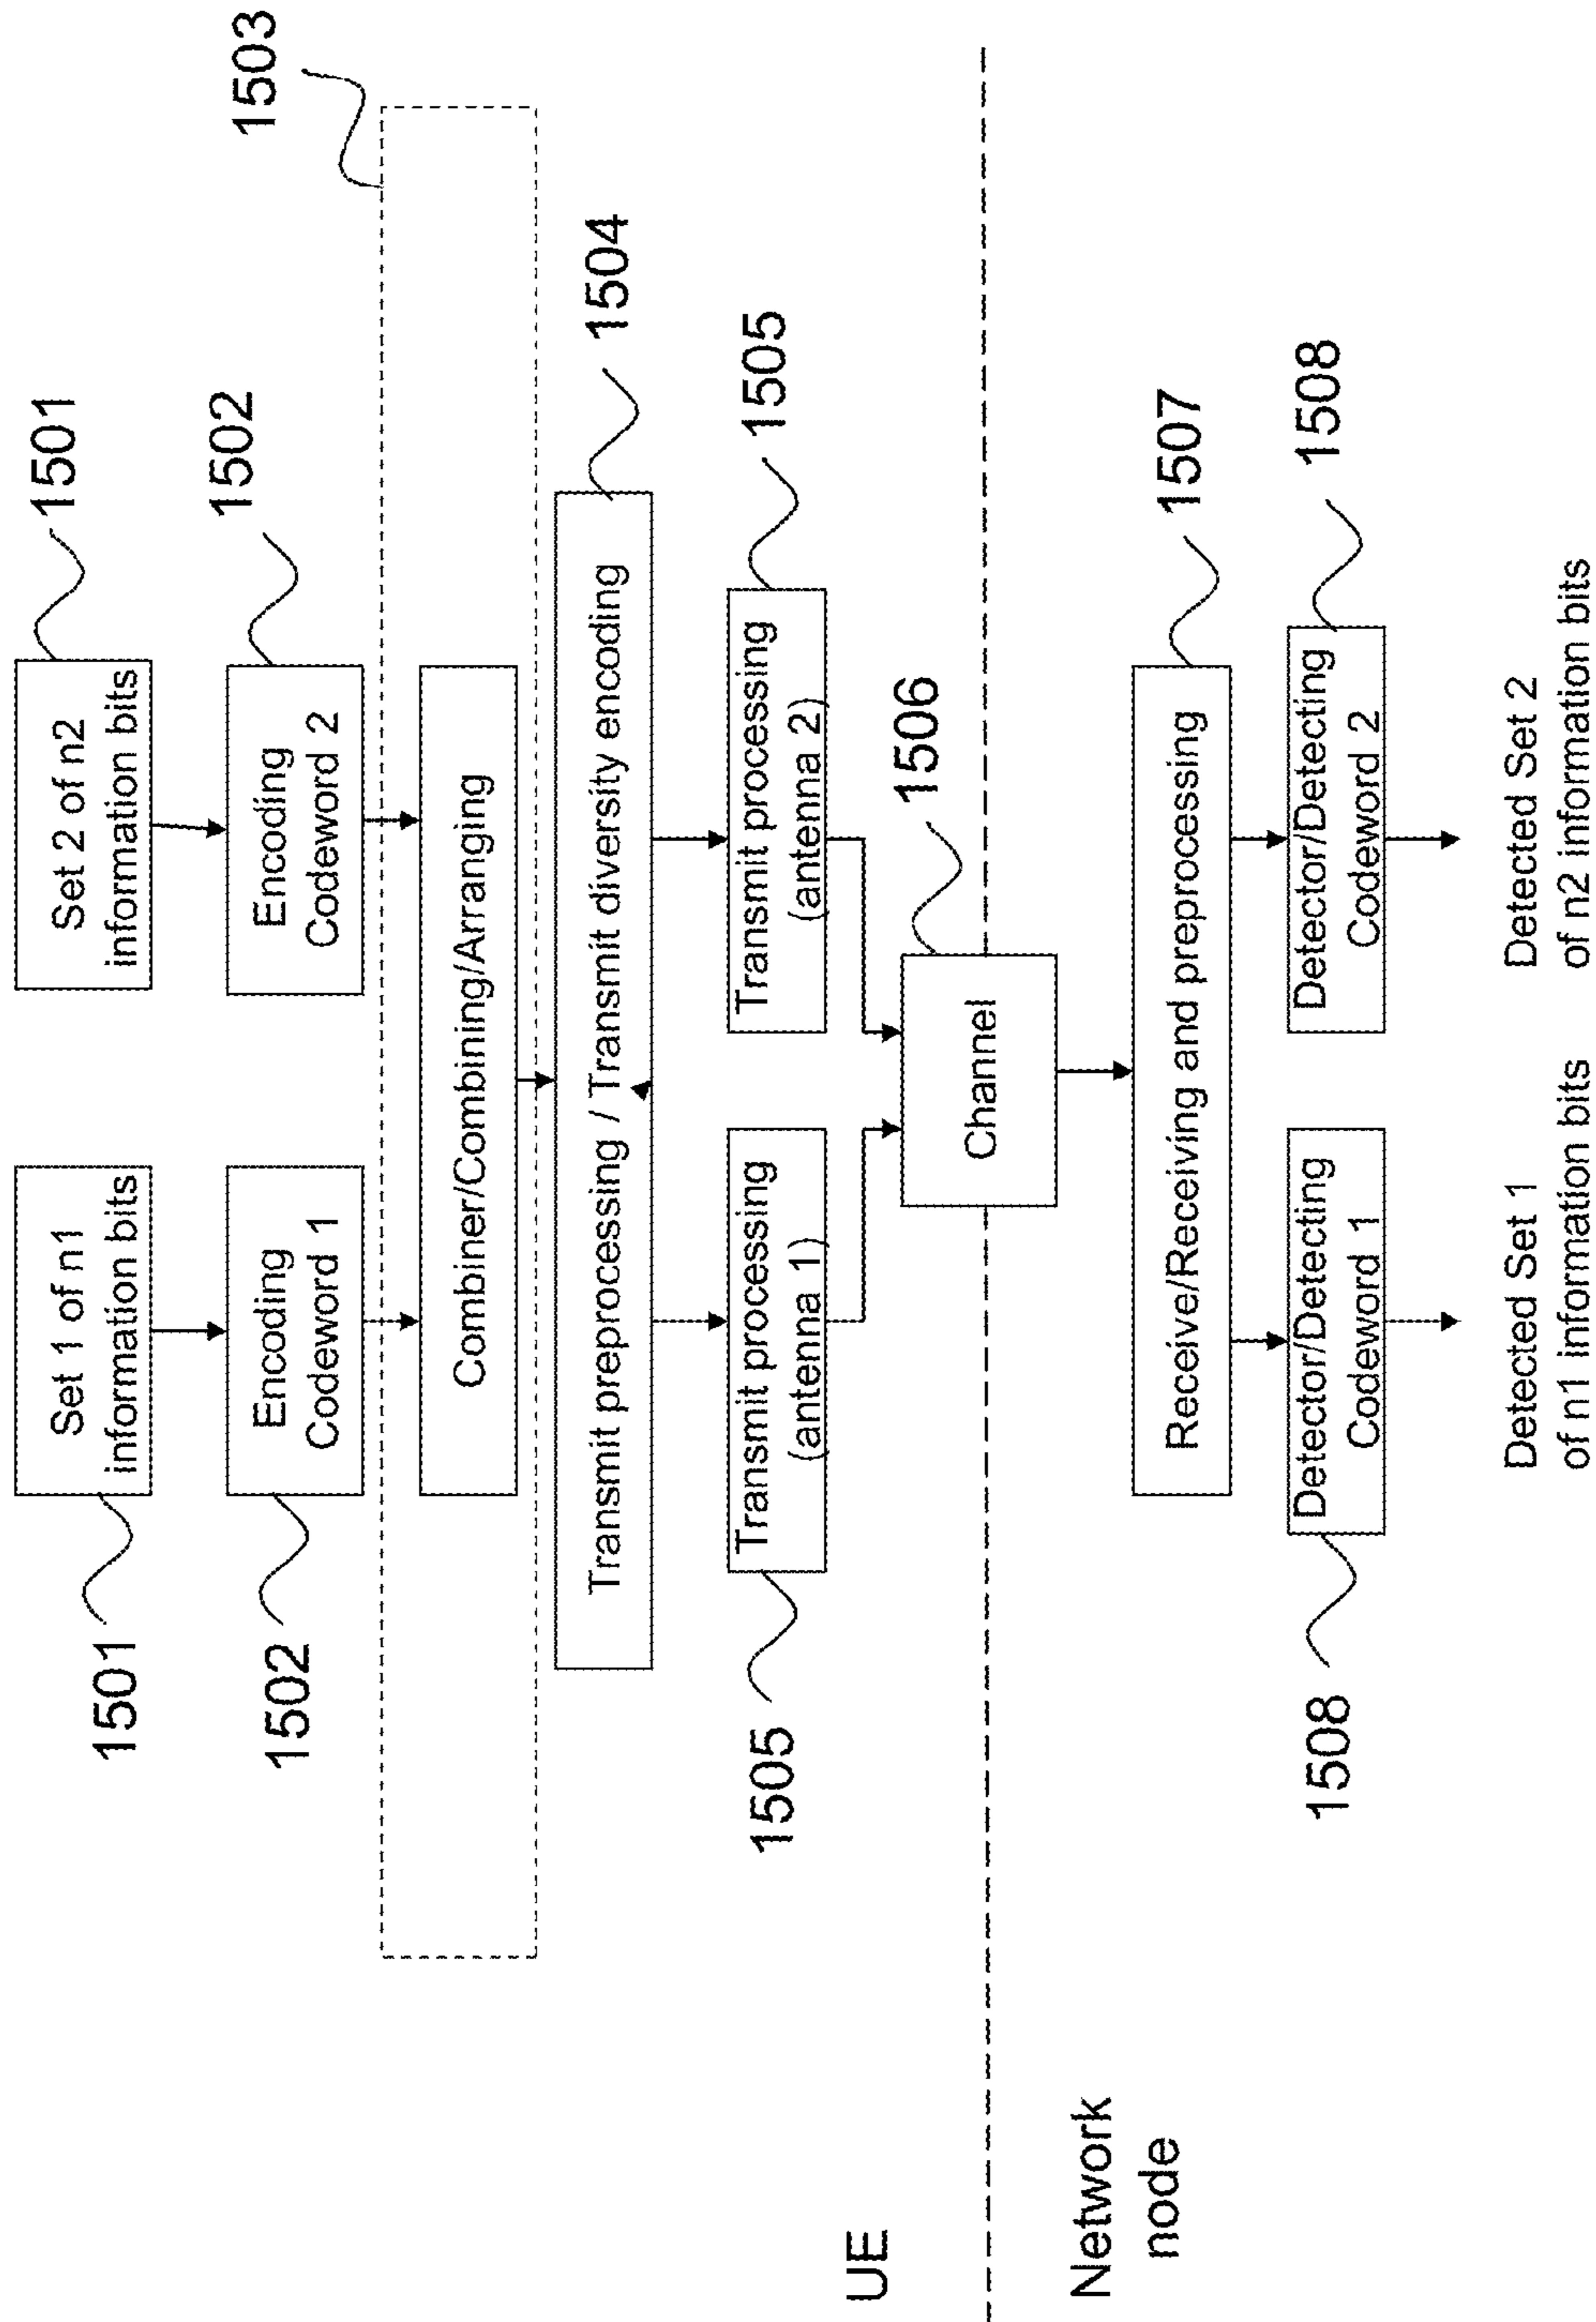 1501
Set 1 of n1
information bits
Set 2 of n2
information bits
1501
1502
Encoding
Codeword 1
Encoding
Codeword 2
1502
1503
Combiner/Combining/Arranging
Transmit preprocessing / Transmit diversity encoding
1504
1505
Transmit processing
(antenna 1)
Transmit processing
(antenna 2)
1505
UE
Channel
1506
Network
node
Receive/Receiving and preprocessing
1507
1508
Detector/Detecting
Codeword 1
Detector/Detecting
Codeword 2
1508
Detected Set 1
of n1 information bits
Detected Set 2
of n2 information bits